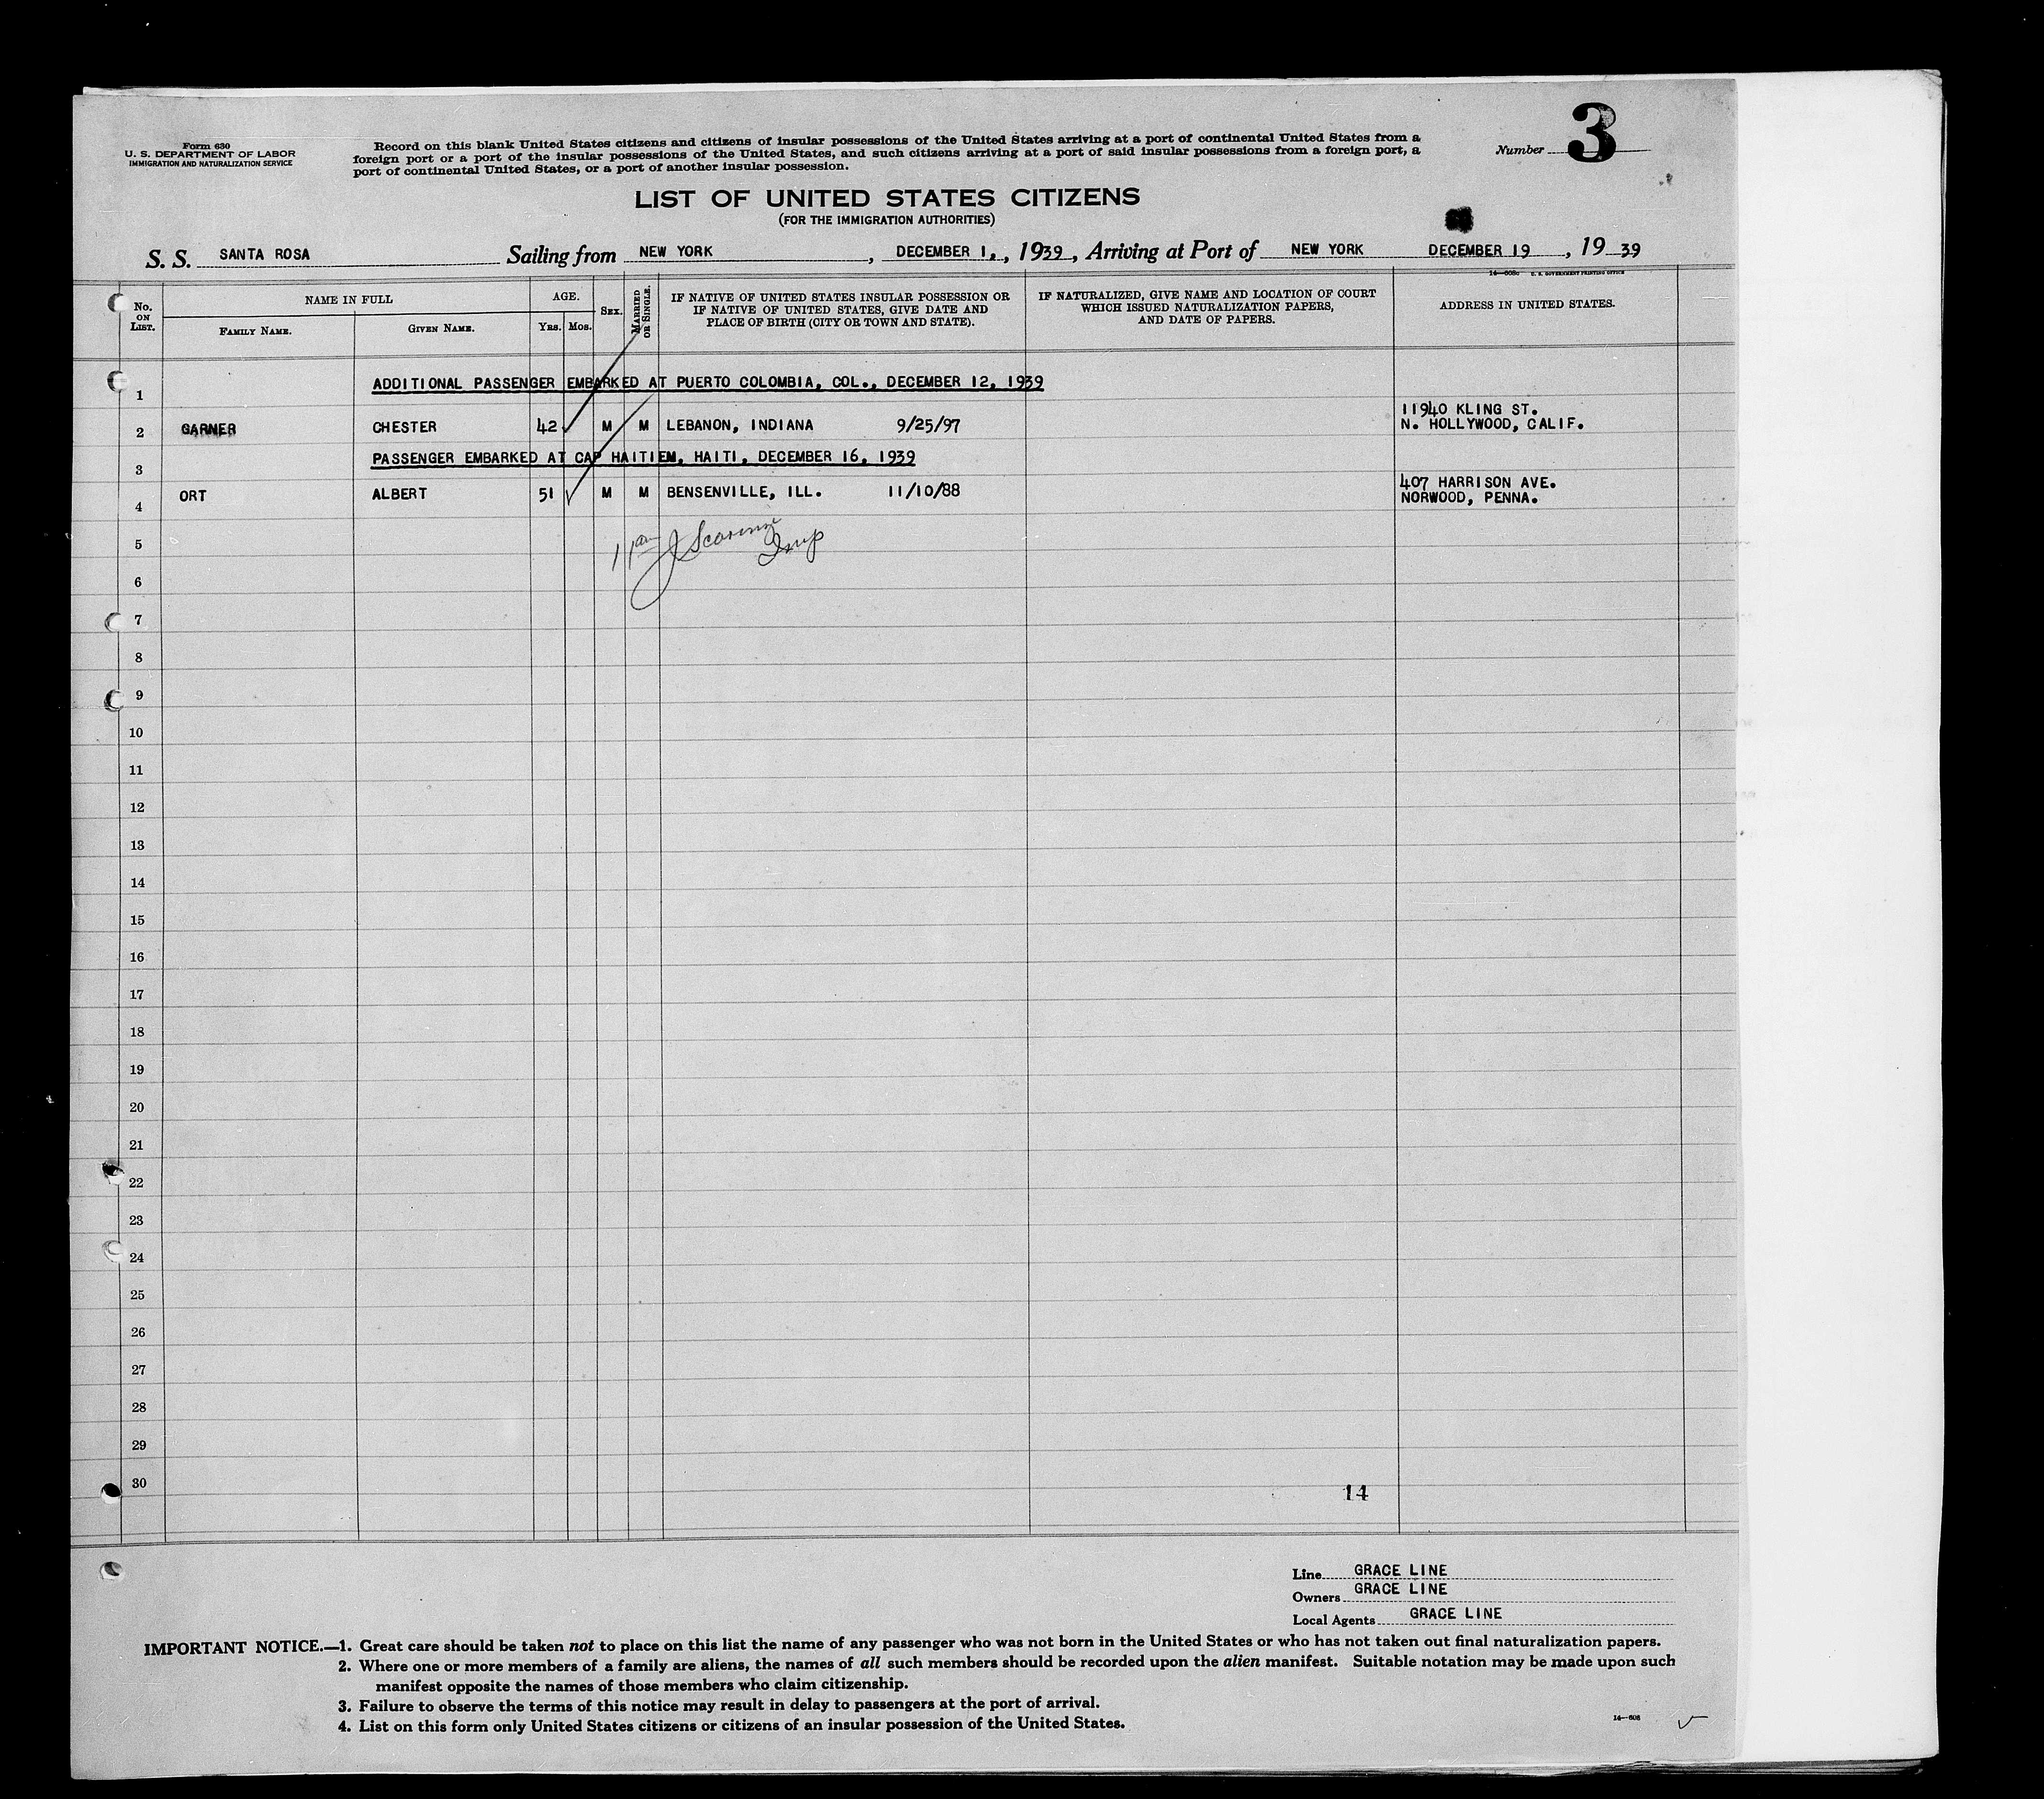 3
Form 630
U. S. DEPARTMENT OF LABOR
IMMIGRATION AND NATURALIZATION SERVICE
Record on this blank United States citizens and citizens of insular possessions of the United States arriving at a port of continental United States from a
foreign port or a port of the insular possessions of the United States, and such citizens arriving at a port of said insular possessions from a foreign port, a
port of continental United States, or a port of another insular possession.
Number
LIST OF UNITED STATES CITIZENS
(FOR THE IMMIGRATION AUTHORITIES)
S. S. SANTA ROSA Sailing from NEW YORK, DECEMBER 1., 1939, Arriving at Port of NEW YORK DECEMBER 19, 1939
U. S. GOVERNMENT PRINTING OFFICE
No. ON LIST.
NAME IN FULL
FAMILY NAME.
GIVEN NAME.
AGE.
YRS. MOS.
SEX.
MARRIED OR SINGLE.
IF NATIVE OF UNITED STATES INSULAR POSSESSION OR
IF NATIVE OF UNITED STATES, GIVE DATE AND
PLACE OF BIRTH (CITY OR TOWN AND STATE).
IF NATURALIZED, GIVE NAME AND LOCATION OF COURT
WHICH ISSUED NATURALIZATION PAPERS,
AND DATE OF PAPERS.
ADDRESS IN UNITED STATES.
1 ADDITIONAL PASSENGER EMBARKED AT PUERTO COLOMBIA, COL., DECEMBER 12, 1939
2 GARNER CHESTER 42 M M LEBANON, INDIANA 9/25/97 11940 KLING ST.
N. HOLLYWOOD, CALIF.
3 PASSENGER EMBARKED AT CAP HAITIEM, HAITI, DECEMBER 16, 1939
4 ORT ALBERT 51 M M BENSENVILLE, ILL. 11/10/88 407 HARRISON AVE.
NORWOOD, PENNA.
5
6
7
8
9
10
11
12
13
14
15
16
17
18
19
20
21
22
23
24
25
26
27
28
29
30
14
Line GRACE LINE
Owners GRACE LINE
Local Agents GRACE LINE
IMPORTANT NOTICE.—1. Great care should be taken not to place on this list the name of any passenger who was not born in the United States or who has not taken out final naturalization papers.
2. Where one or more members of a family are aliens, the names of all such members should be recorded upon the alien manifest. Suitable notation may be made upon such
manifest opposite the names of those members who claim citizenship.
3. Failure to observe the terms of this notice may result in delay to passengers at the port of arrival.
4. List on this form only United States citizens or citizens of an insular possession of the United States.
14—608